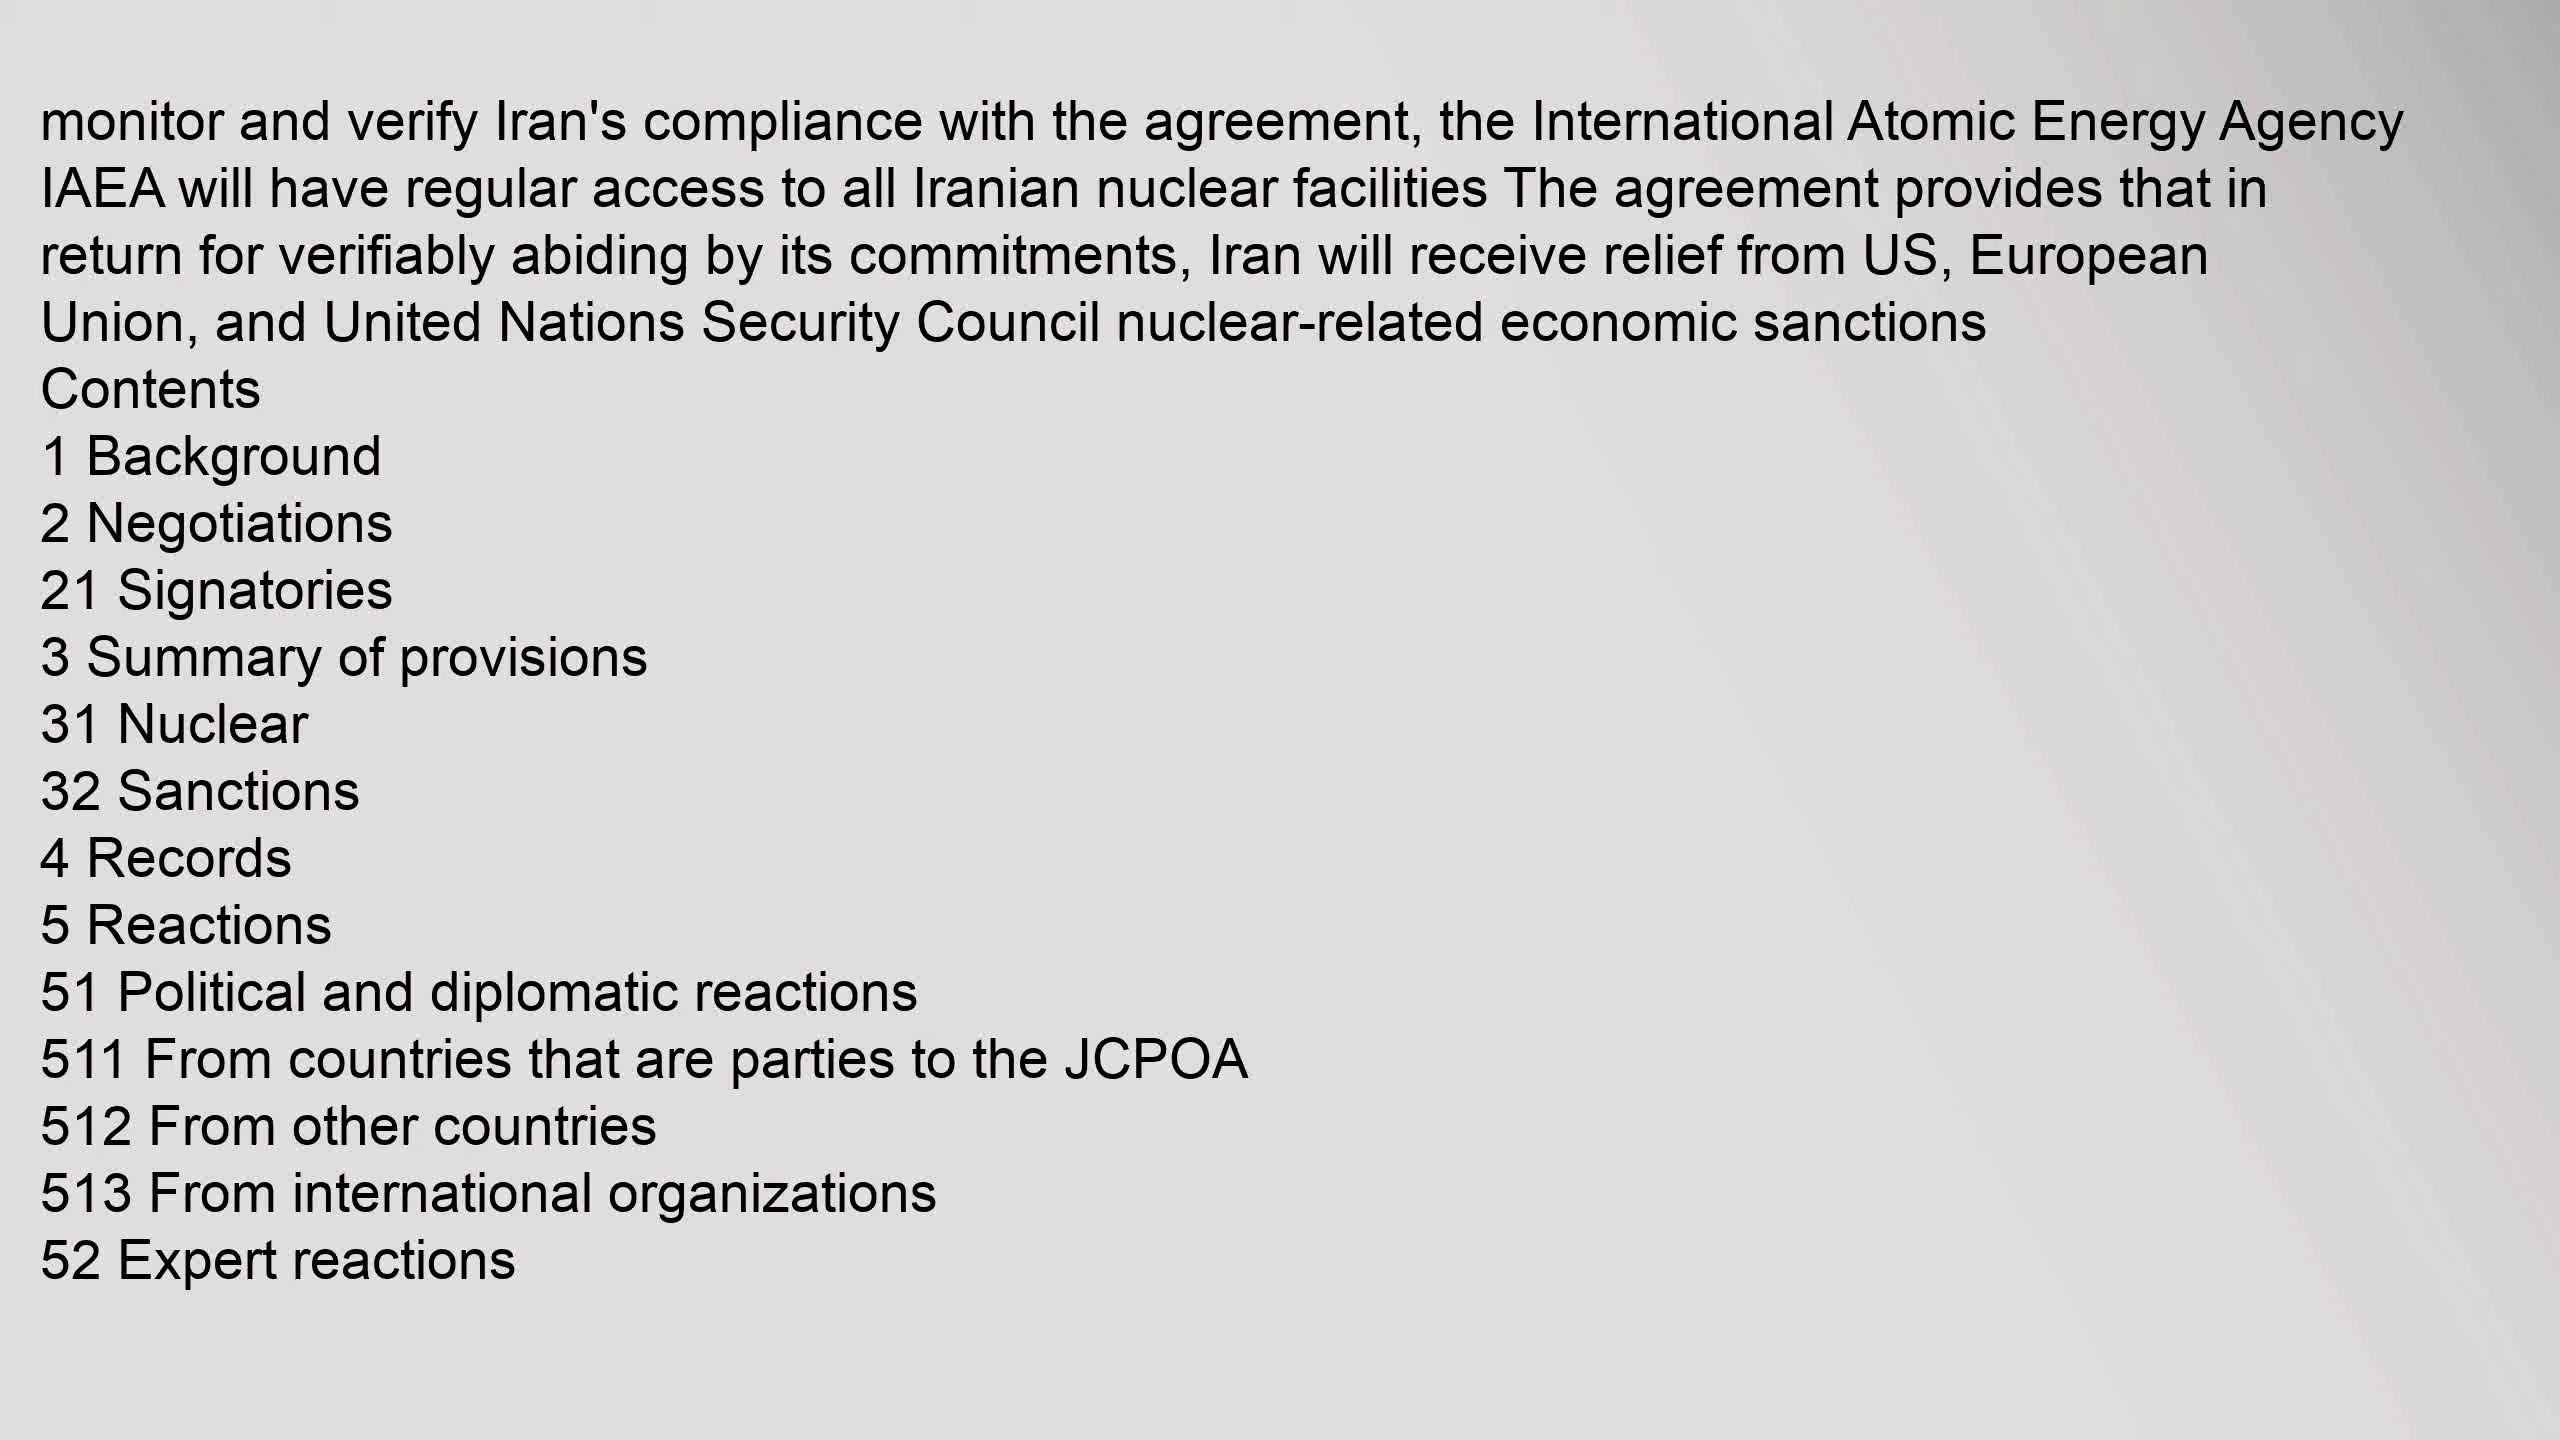 monitor and verify Iran's compliance with the agreement, the International Atomic Energy Agency
IAEA will have regular access to all Iranian nuclear facilities The agreement provides that in
return for verifiably abiding by its commitments, Iran will receive relief from US, European
Union, and United Nations Security Council nuclear-related economic sanctions
Contents
1 Background
2 Negotiations
21 Signatories
3 Summary of provisions
31 Nuclear
32 Sanctions
4 Records
5 Reactions
51 Political and diplomatic reactions
511 From countries that are parties to the JCPOA
512 From other countries
513 From international organizations
52 Expert reactions